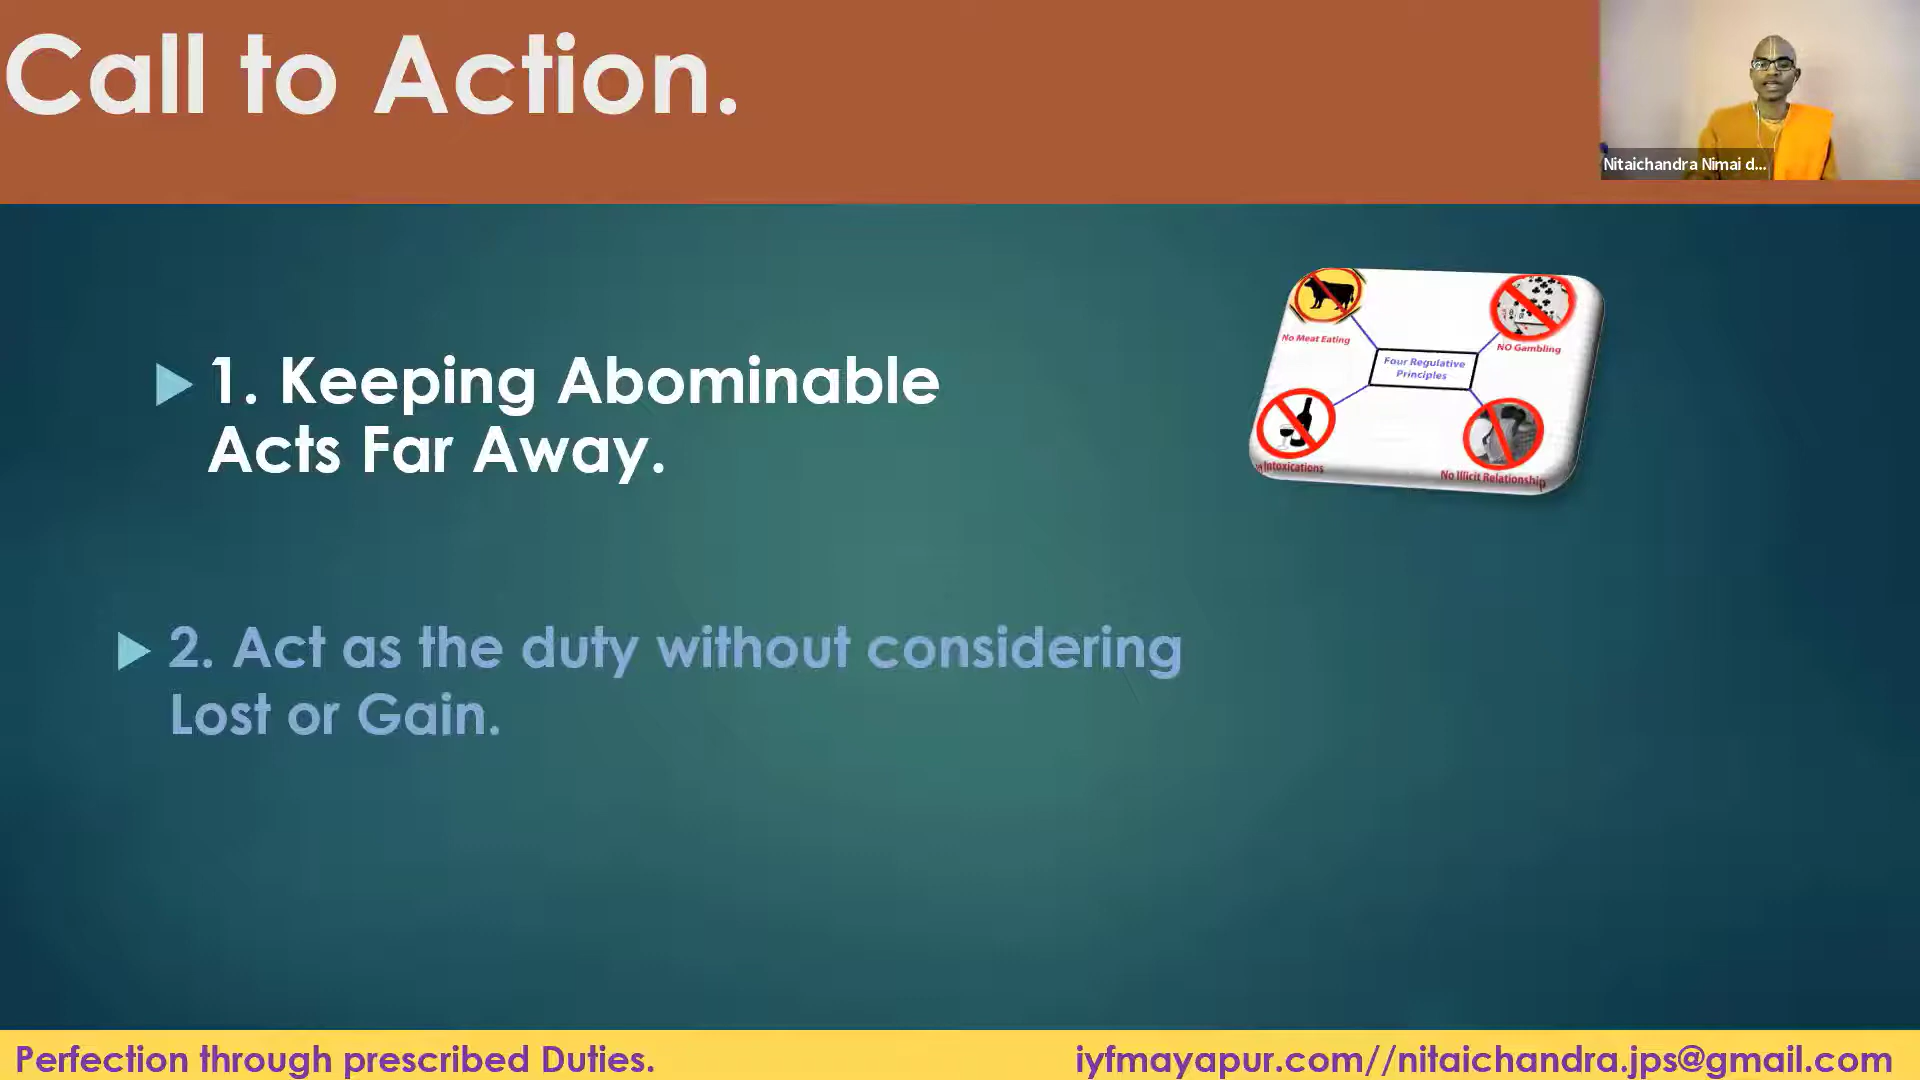 Call to Action.
Nitaichandra Nimai d...
1. Keeping Abominable
Acts Far Away.
No Meat Eating
NO Gambling
Four Regulative
Principles
Intoxications
No Illicit Relationship
2. Act as the duty without considering
Lost or Gain.
Perfection through prescribed Duties.
iyfmayapur.com//nitaichandra.jps@gmail.com